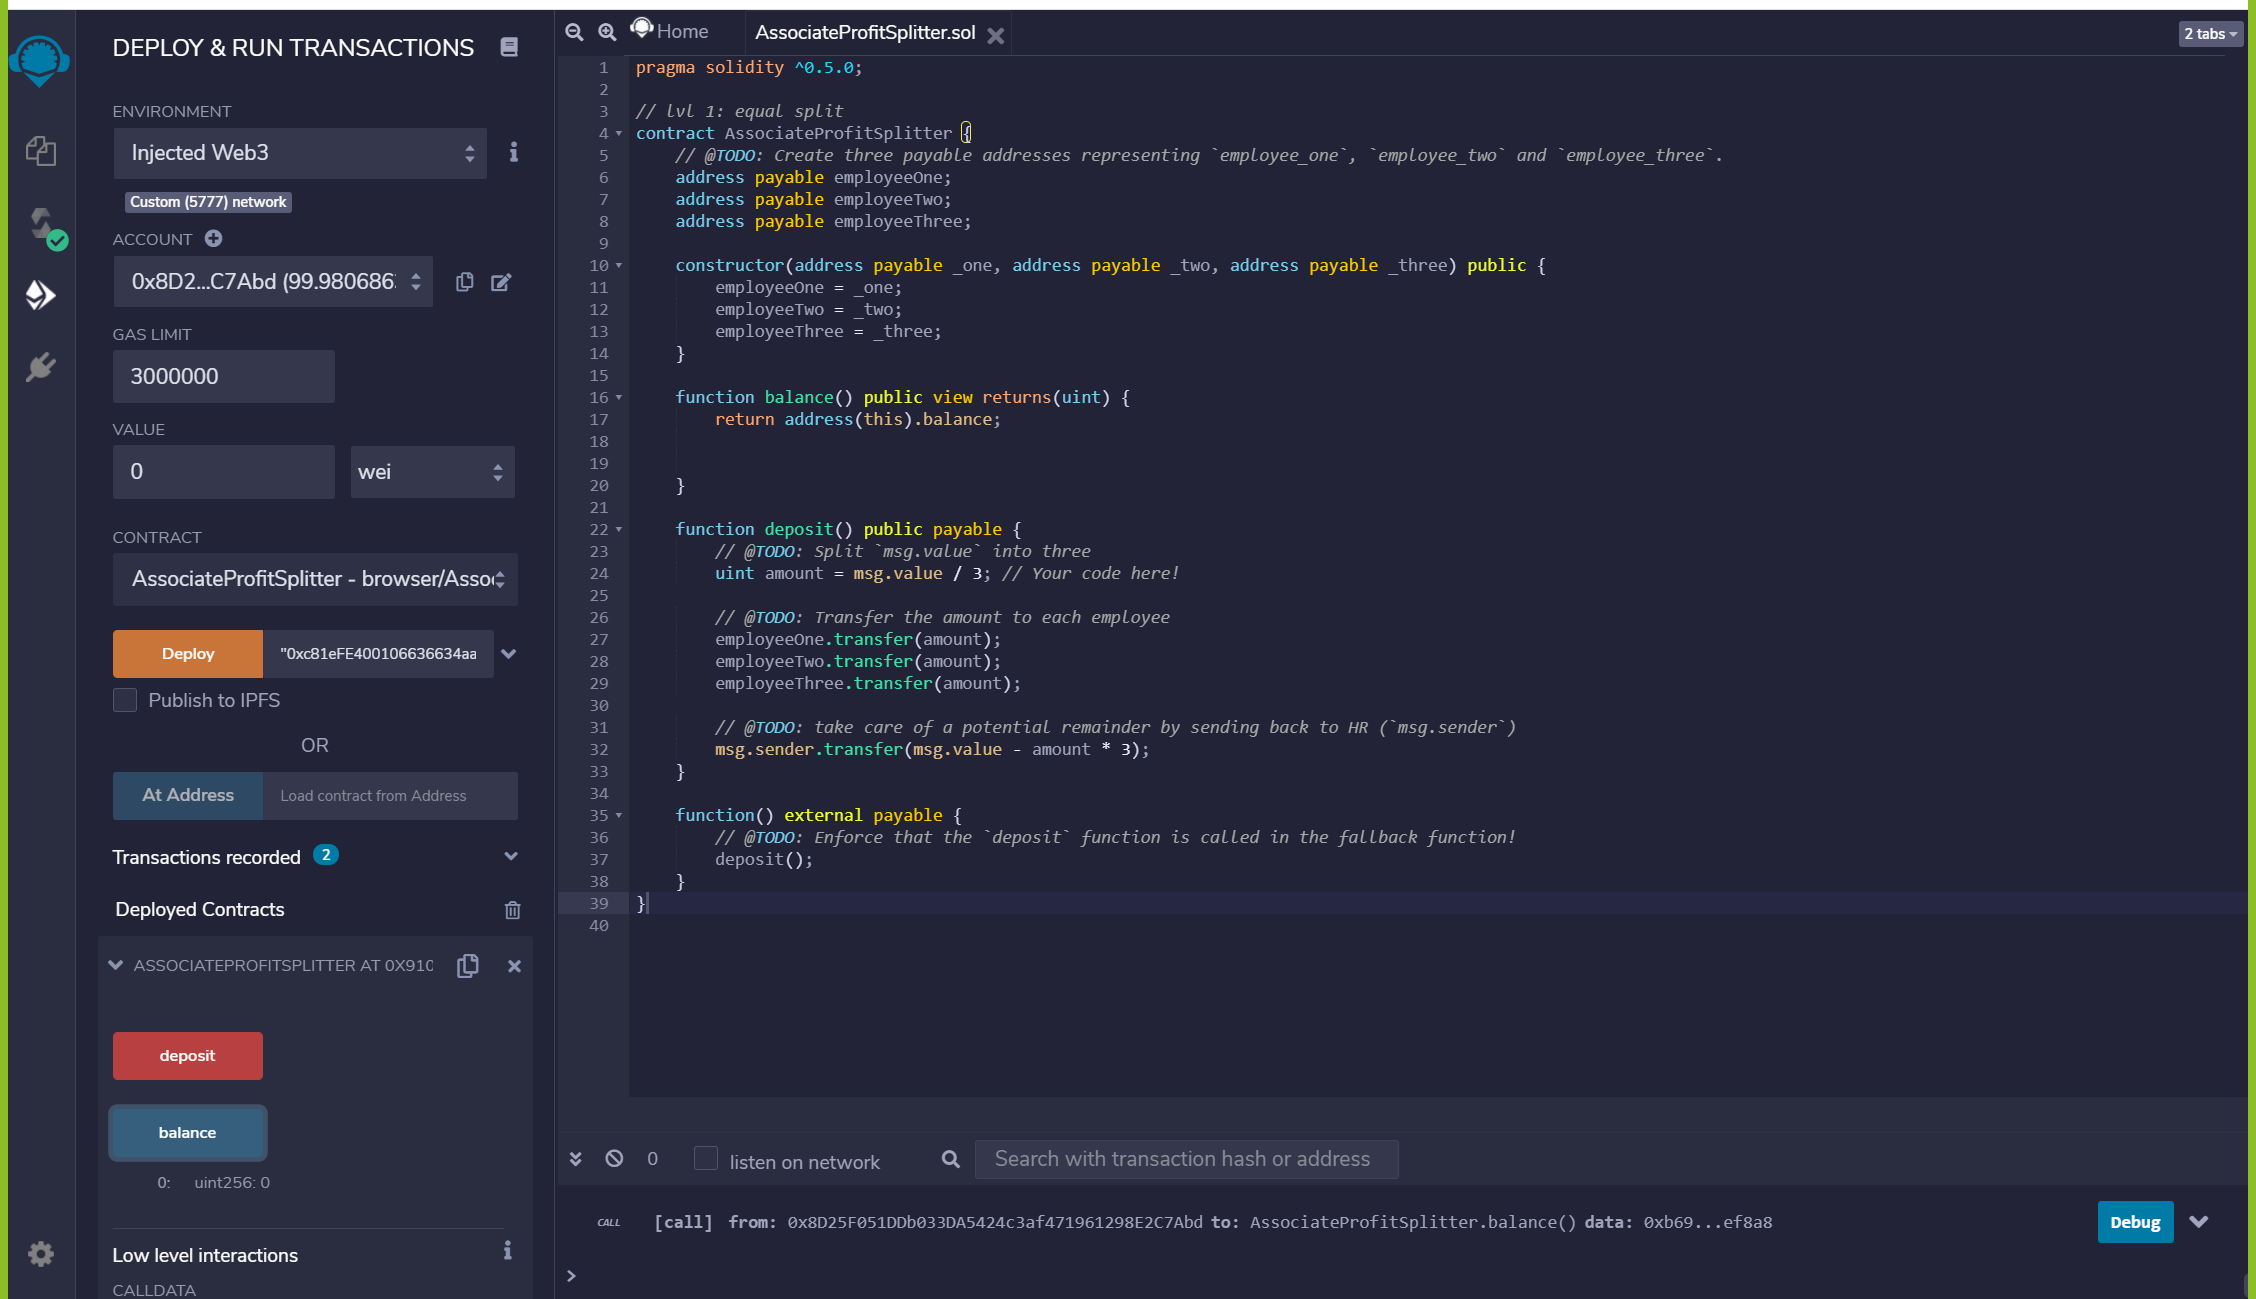 DEPLOY & RUN TRANSACTIONS
ENVIRONMENT
Injected Web3
Custom (5777) network
ACCOUNT
0x8D2...C7Abd (99.980686
GAS LIMIT
3000000
VALUE
0
wei
CONTRACT
AssociateProfitSplitter - browser/Asso
Deploy
"0xc81eFE400106636634aa
Publish to IPFS
OR
At Address
Load contract from Address
Transactions recorded 2
Deployed Contracts
ASSOCIATEPROFITSPLITTER AT 0X910
deposit
balance
0: uint256: 0
Low level interactions
CALLDATA
Home
AssociateProfitSplitter.sol
2 tabs
1 pragma solidity ^0.5.0;
2
3 // lvl 1: equal split
4 contract AssociateProfitSplitter {
5 // @TODO: Create three payable addresses representing `employee_one`, `employee_two` and `employee_three`.
6 address payable employeeOne;
7 address payable employeeTwo;
8 address payable employeeThree;
9
10 constructor(address payable _one, address payable _two, address payable _three) public {
11 employeeOne = _one;
12 employeeTwo = _two;
13 employeeThree = _three;
14 }
15
16 function balance() public view returns(uint) {
17 return address(this).balance;
18
19
20 }
21
22 function deposit() public payable {
23 // @TODO: Split `msg.value` into three
24 uint amount = msg.value / 3; // Your code here!
25
26 // @TODO: Transfer the amount to each employee
27 employeeOne.transfer(amount);
28 employeeTwo.transfer(amount);
29 employeeThree.transfer(amount);
30
31 // @TODO: take care of a potential remainder by sending back to HR (`msg.sender`)
32 msg.sender.transfer(msg.value - amount * 3);
33 }
34
35 function() external payable {
36 // @TODO: Enforce that the `deposit` function is called in the fallback function!
37 deposit();
38 }
39 }
40
0
listen on network
Search with transaction hash or address
CALL [call] from: 0x8D25F051DDb033DA5424c3af471961298E2C7Abd to: AssociateProfitSplitter.balance() data: 0xb69...ef8a8
Debug
>